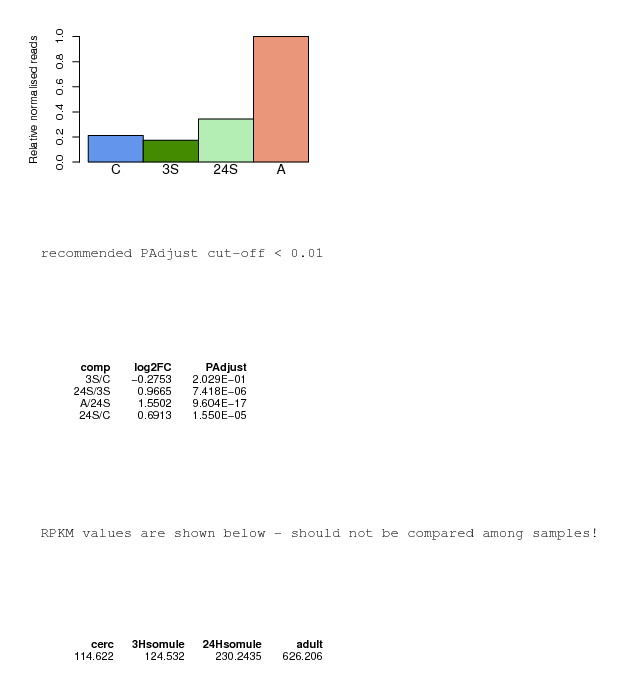 Relative normalised reads
1.0
0.8
0.6
0.4
0.2
0.0
C 3S 24S A
recommended PAdjust cut-off < 0.01
comp log2FC PAdjust
3S/C −0.2753 2.029E−01
24S/3S 0.9665 7.418E−06
A/24S 1.5502 9.604E−17
24S/C 0.6913 1.550E−05
RPKM values are shown below - should not be compared among samples!
cerc 3Hsomule 24Hsomule adult
114.622 124.532 230.2435 626.206